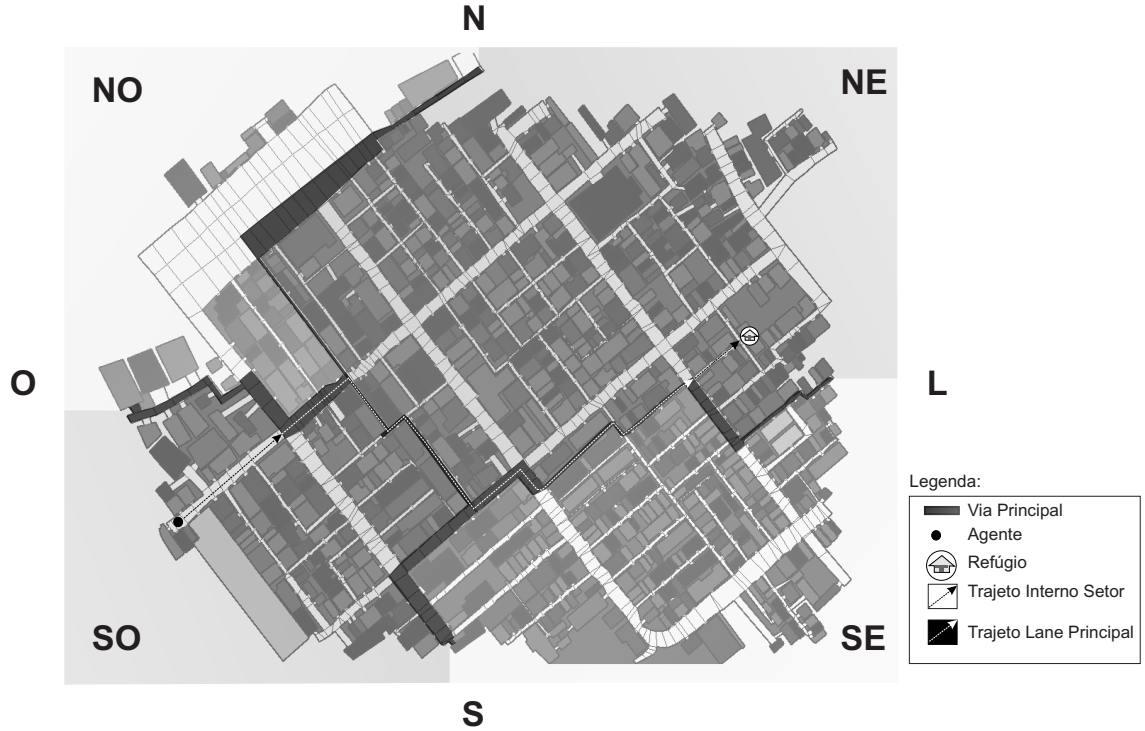 N
NO
NE
O
L
SO
SE
S
Legenda:
Via Principal
Agente
Refúgio
Trajeto Interno Setor
Trajeto Lane Principal